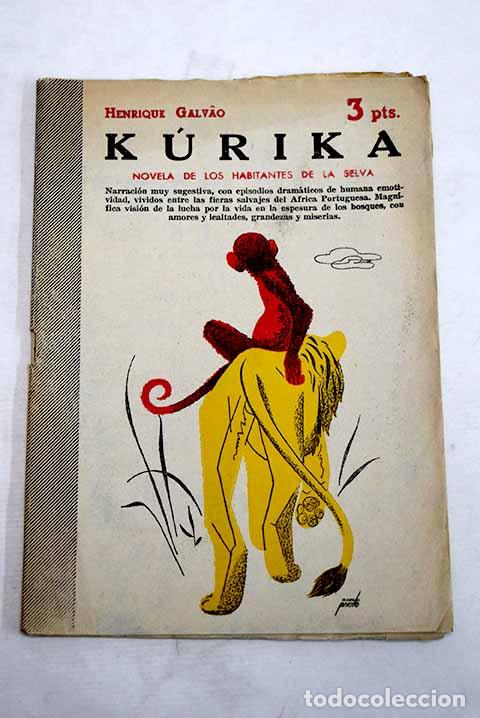 HENRIQUE GALVÂO
3 pts.
KÚRIKA
NOVELA DE LOS HABITANTES DE LA SELVA
Narración muy sugestiva, con episodios dramáticos de humana emoti-
vidad, vividos entre las fieras salvajes del Africa Portuguesa. Magní-
fica visión de la lucha por la vida en la espesura de los bosques, con
amores y lealtades, grandezas y miserias.
prieto
todocoleccion